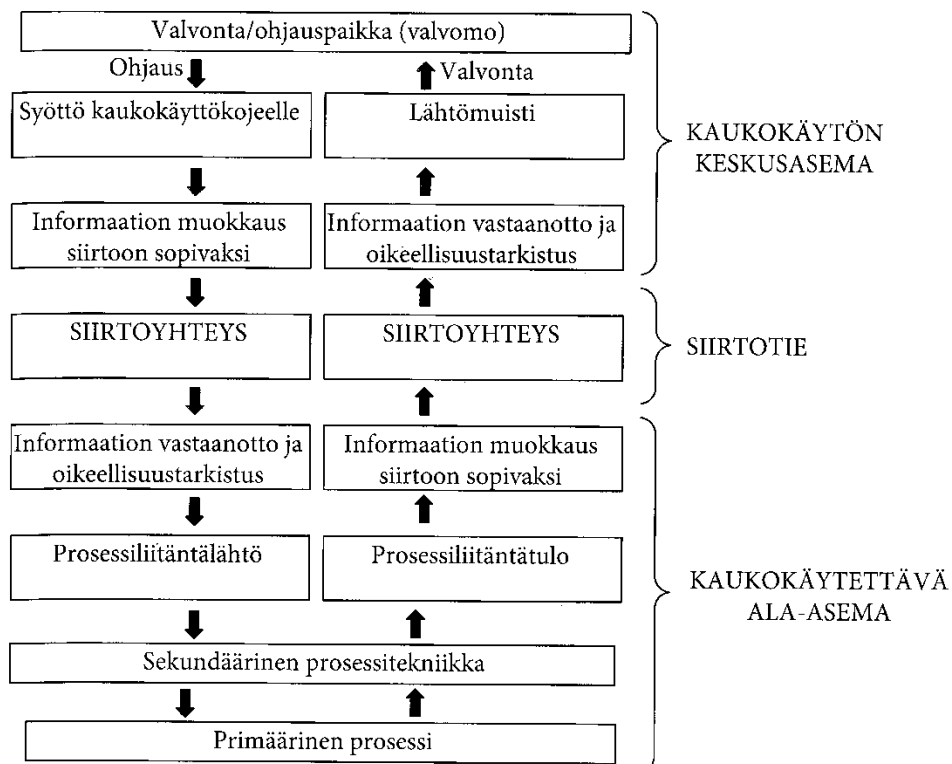 Valvonta/ohjauspaikka (valvomo)
Ohjaus
Valvonta
Syöttö kaukokäyttökojeelle
Lähtömuisti
KAUKOKÄYTÖN
KESKUSASEMA
Informaation muokkaus
siirtoon sopivaksi
Informaation vastaanotto ja
oikeellisuustarkistus
SIIRTOYHTEYS
SIIRTOYHTEYS
SIIRTOTIE
Informaation vastaanotto ja
oikeellisuustarkistus
Informaation muokkaus
siirtoon sopivaksi
Prosessiliitäntälähtö
Prosessiliitäntätulo
KAUKOKÄYTETTÄVÄ
ALA-ASEMA
Sekundäärinen prosessitekniikka
Primäärinen prosessi